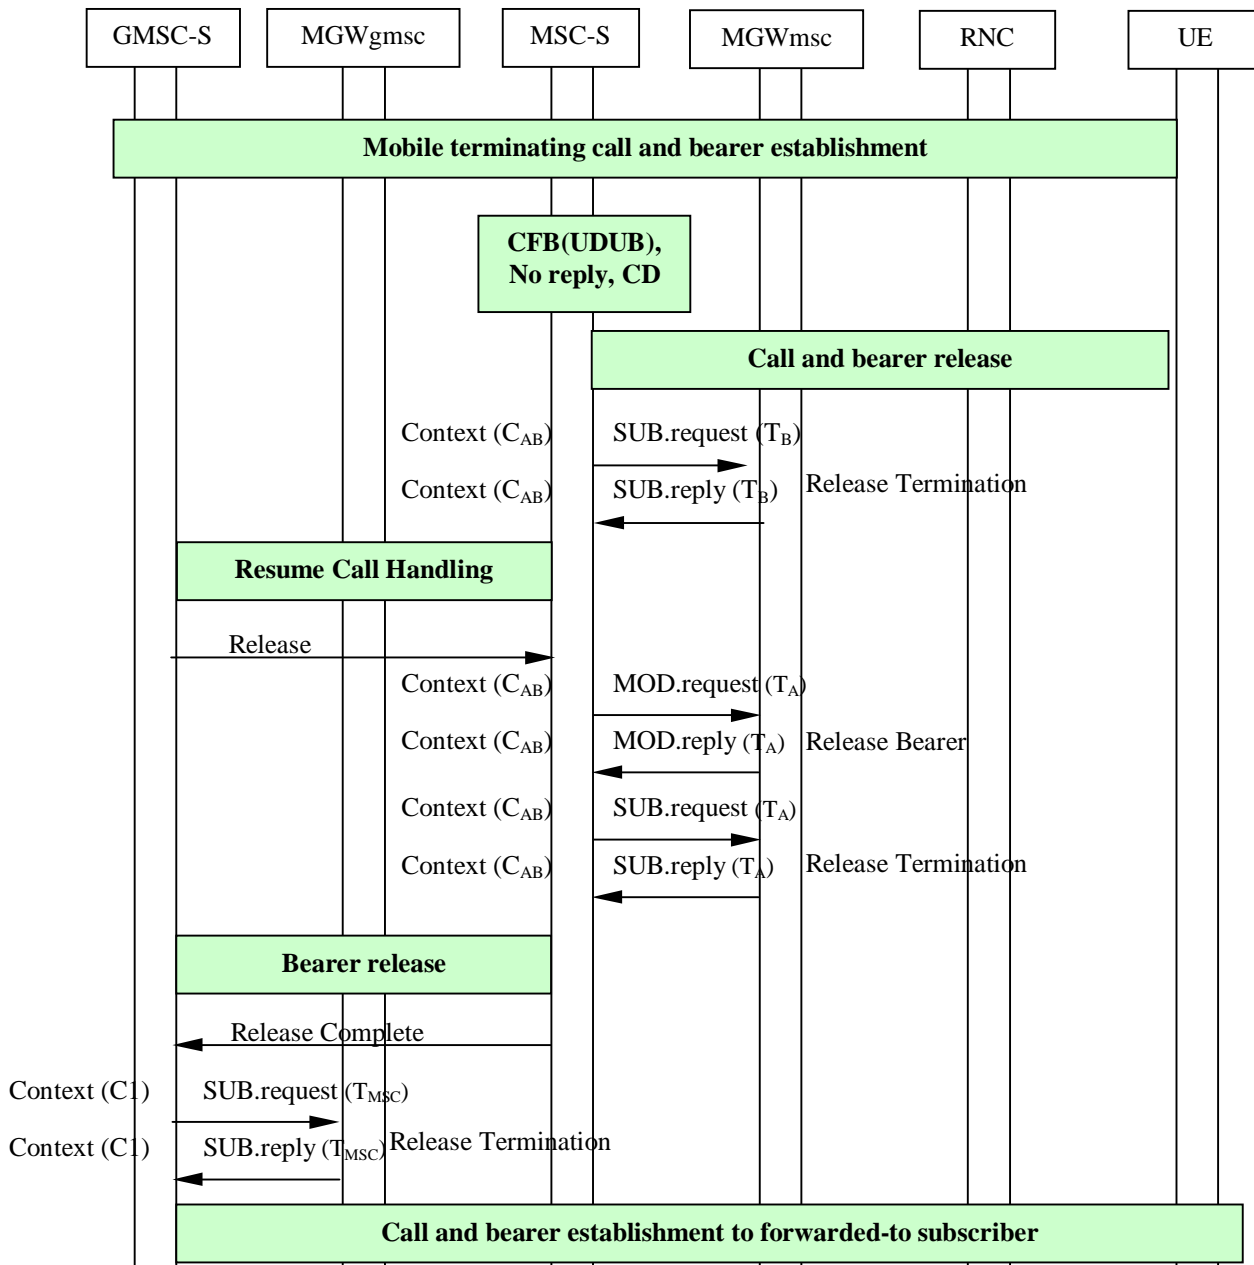 GMSC-S MGWgmsc MSC-S MGWmsc RNC UE
Mobile terminating call and bearer establishment
CFB(UDUB),
No reply, CD
Call and bearer release
Context (CAB) SUB.request (TB)
Context (CAB) SUB.reply (TB) Release Termination
Resume Call Handling
Release
Context (CAB) MOD.request (TA)
Context (CAB) MOD.reply (TA) Release Bearer
Context (CAB) SUB.request (TA)
Context (CAB) SUB.reply (TA) Release Termination
Bearer release
Release Complete
Context (C1) SUB.request (TMSC)
Context (C1) SUB.reply (TMSC) Release Termination
Call and bearer establishment to forwarded-to subscriber